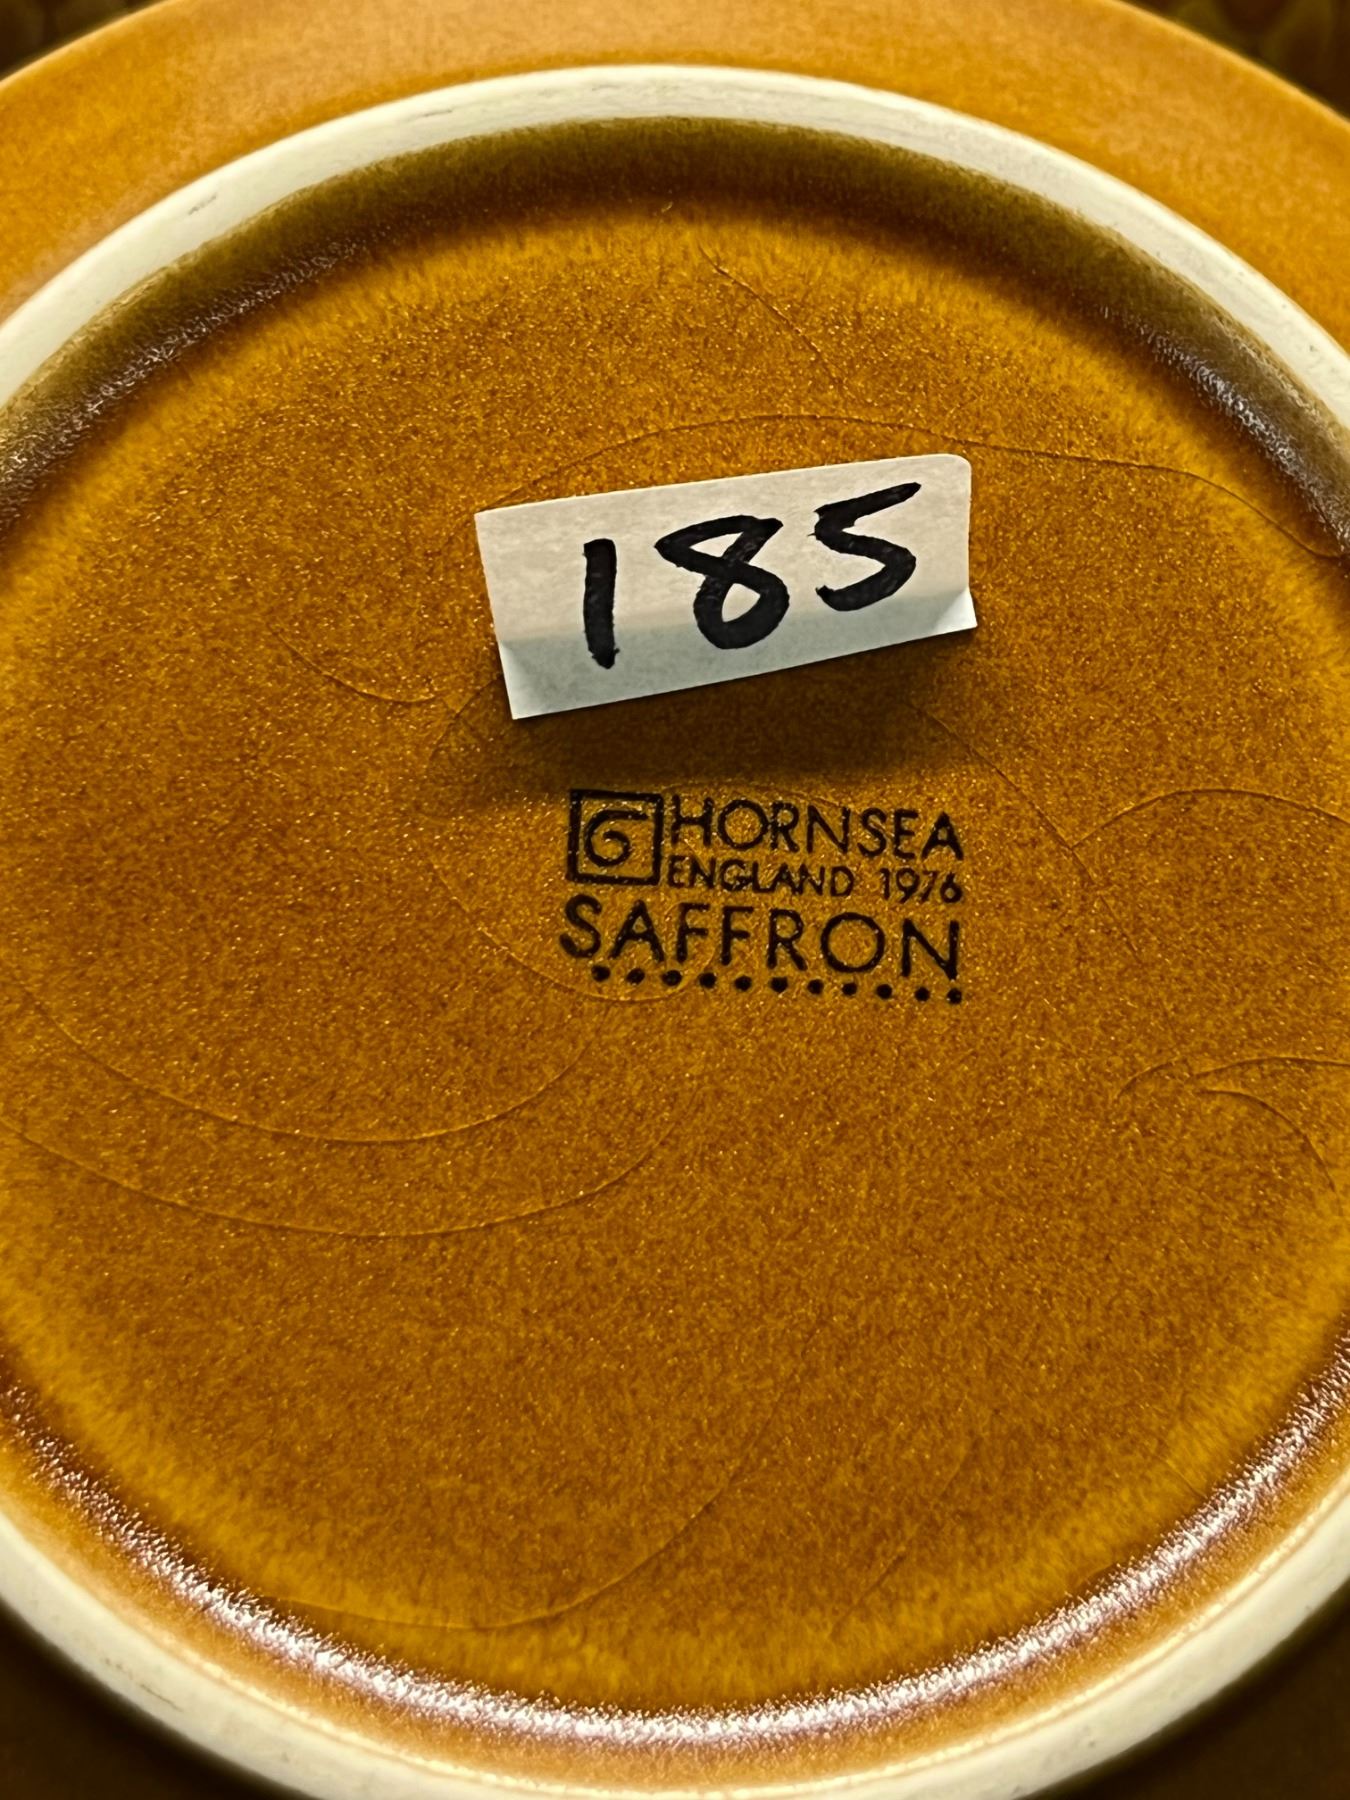 185
HORNSEA
ENGLAND 1976
SAFFRON